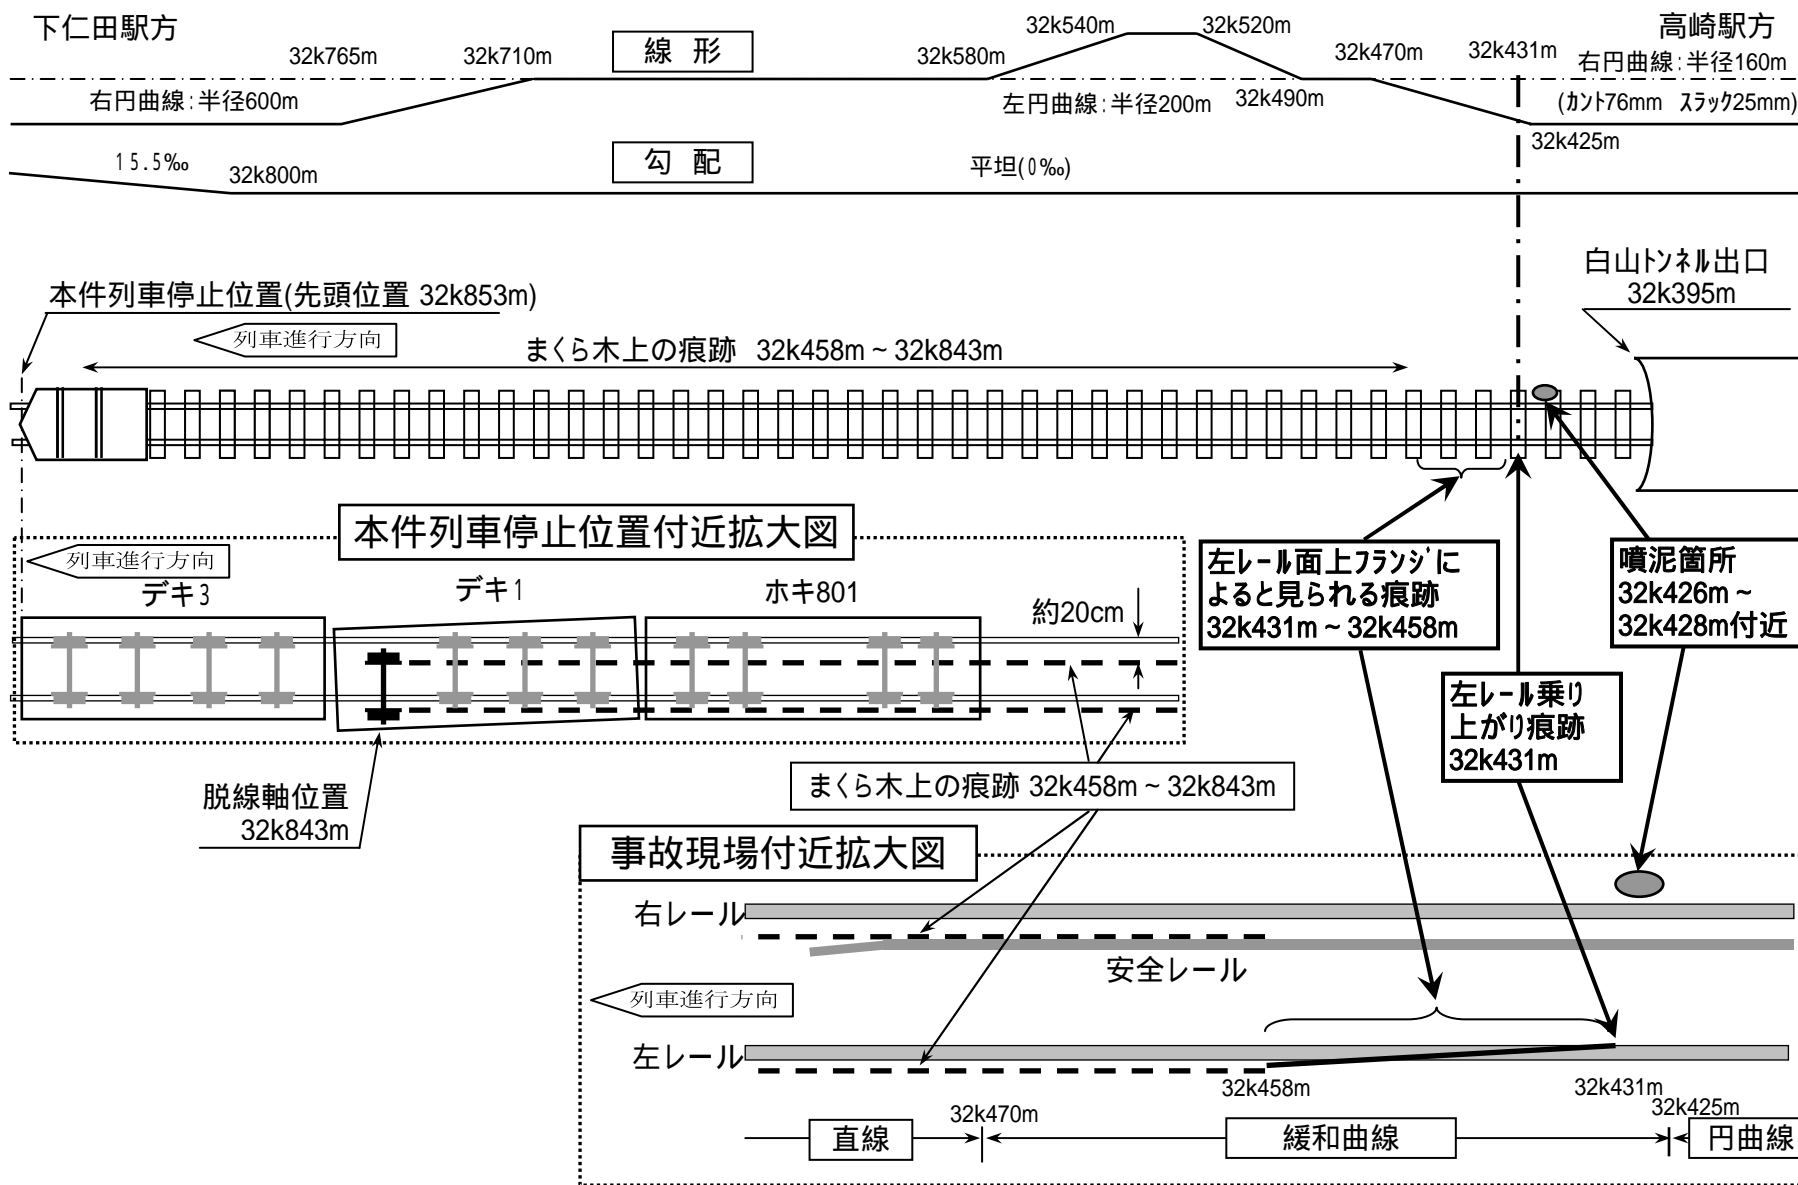 下仁田駅方
高崎駅方
32k540m
32k520m
32k765m
32k710m
線 形
32k580m
32k470m
32k431m
右円曲線:半径160m
右円曲線:半径600m
左円曲線:半径200m
32k490m
(カント76mm スラック25mm)
32k425m
15.5‰
32k800m
勾 配
平坦(0‰)
白山トンネル出口
32k395m
本件列車停止位置(先頭位置 32k853m)
列車進行方向
まくら木上の痕跡 32k458m~32k843m
本件列車停止位置付近拡大図
列車進行方向
デキ3
デキ1
ホキ801
約20cm
左レール面上フランジに
よると見られる痕跡
32k431m~32k458m
噴泥箇所
32k426m~
32k428m付近
左レール乗り
上がり痕跡
32k431m
脱線軸位置
32k843m
まくら木上の痕跡 32k458m~32k843m
事故現場付近拡大図
右レール
安全レール
列車進行方向
左レール
32k458m
32k431m
32k470m
32k425m
直線
緩和曲線
円曲線